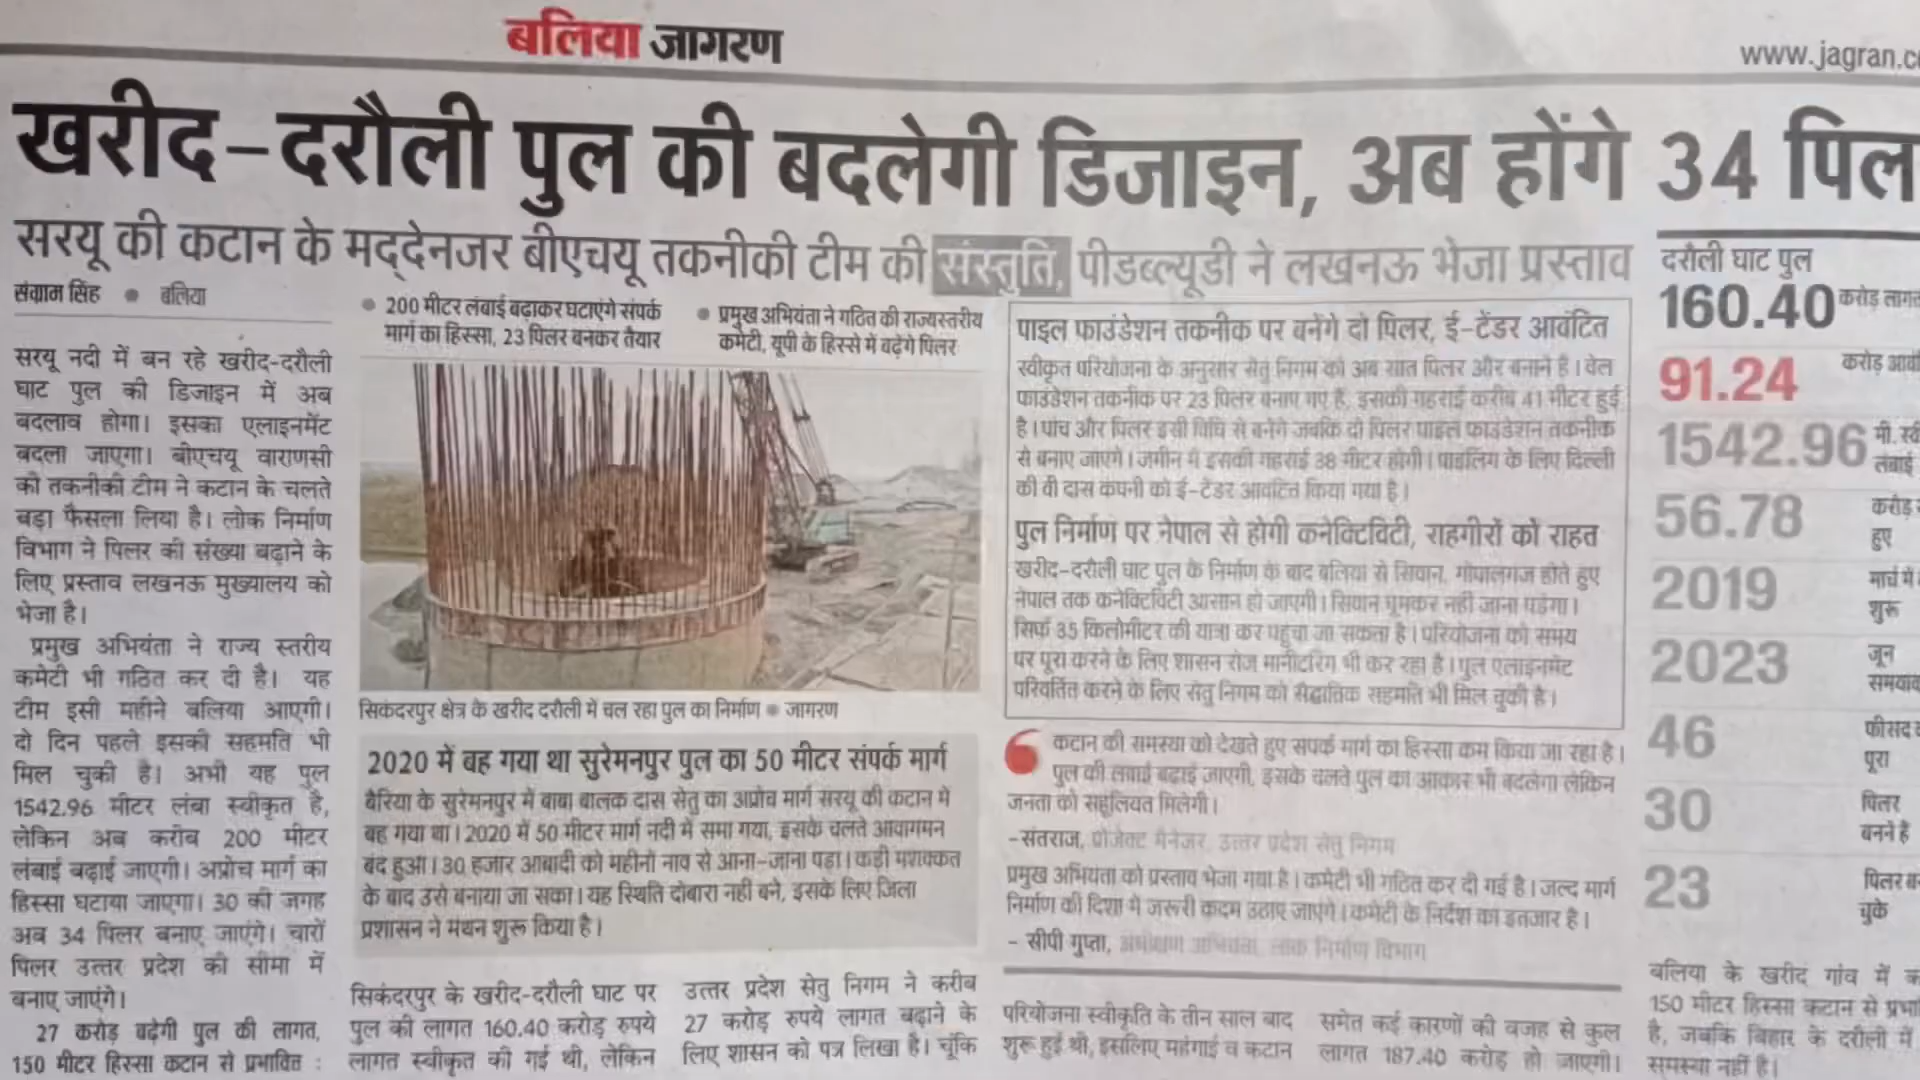 बलिया जागरण
www.jagran.c
खरीद-दरौली पुल की बदलेगी डिजाइन, अब होंगे 34 पिल
सरयू की कटान के मद्देनजर बीएचयू तकनीकी टीम की संस्तुति, पीडब्ल्यूडी ने लखनऊ भेजा प्रस्ताव
संग्राम सिंह ● बलिया
सरयू नदी में बन रहे खरीद-दरौली
घाट पुल की डिजाइन में अब
बदलाव होगा। इसका एलाइनमेंट
बदला जाएगा। बीएचयू वाराणसी
की तकनीकी टीम ने कटान के चलते
बड़ा फैसला लिया है। लोक निर्माण
विभाग ने पिलर की संख्या बढ़ाने के
लिए प्रस्ताव लखनऊ मुख्यालय को
भेजा है।
प्रमुख अभियंता ने राज्य स्तरीय
कमेटी भी गठित कर दी है। यह
टीम इसी महीने बलिया आएगी।
दो दिन पहले इसकी सहमति भी
मिल चुकी है। अभी यह पुल
1542.96 मीटर लंबा स्वीकृत है,
लेकिन अब करीब 200 मीटर
लंबाई बढ़ाई जाएगी। अप्रोच मार्ग का
हिस्सा घटाया जाएगा। 30 की जगह
अब 34 पिलर बनाए जाएंगे। चारों
पिलर उत्तर प्रदेश की सीमा में
बनाए जाएंगे।
27 करोड़ बढ़ेगी पुल की लागत,
150 मीटर हिस्सा कटान से प्रभावित :
● 200 मीटर लंबाई बढ़ाकर घटाएंगे संपर्क
मार्ग का हिस्सा, 23 पिलर बनकर तैयार
● प्रमुख अभियंता ने गठित की राज्यस्तरीय
कमेटी, यूपी के हिस्से में बढ़ेंगे पिलर
सिकंदरपुर क्षेत्र के खरीद दरौली में चल रहा पुल का निर्माण ● जागरण
2020 में बह गया था सुरेमनपुर पुल का 50 मीटर संपर्क मार्ग
बैरिया के सुरेमनपुर में बाबा बालक दास सेतु का अप्रोच मार्ग सरयू की कटान में
बह गया था। 2020 में 50 मीटर मार्ग नदी में समा गया, इसके चलते आवागमन
बंद हुआ। 30 हजार आबादी को महीनों नाव से आना-जाना पड़ा। कड़ी मशक्कत
के बाद उसे बनाया जा सका। यह स्थिति दोबारा नहीं बने, इसके लिए जिला
प्रशासन ने मंथन शुरू किया है।
सिकंदरपुर के खरीद-दरौली घाट पर
पुल की लागत 160.40 करोड़ रुपये
लागत स्वीकृत की गई थी, लेकिन
उत्तर प्रदेश सेतु निगम ने करीब
27 करोड़ रुपये लागत बढ़ाने के
लिए शासन को पत्र लिखा है। चूंकि
पाइल फाउंडेशन तकनीक पर बनेंगे दो पिलर, ई-टेंडर आवंटित
स्वीकृत परियोजना के अनुसार सेतु निगम को अब सात पिलर और बनाने है। वेल
फाउंडेशन तकनीक पर 23 पिलर बनाए गए हैं, इसकी गहराई करीब 41 मीटर हुई
है। पांच और पिलर इसी विधि से बनेंगे जबकि दो पिलर पाइल फाउंडेशन तकनीक
से बनाए जाएंगे। जमीन में इसकी गहराई 38 मीटर होगी। पाइलिंग के लिए दिल्ली
की वी दास कंपनी को ई-टेंडर आवंटित किया गया है।
पुल निर्माण पर नेपाल से होगी कनेक्टिविटी, राहगीरों को राहत
खरीद-दरौली घाट पुल के निर्माण के बाद बलिया से सिवान, गोपालगंज होते हुए
नेपाल तक कनेक्टिविटी आसान हो जाएगी। सिवान घूमकर नहीं जाना पड़ेगा।
सिर्फ 35 किलोमीटर की यात्रा कर पहुंचा जा सकता है। परियोजना को समय
पर पूरा करने के लिए शासन रोज मानीटरिंग भी कर रहा है। पुल एलाइनमेंट
परिवर्तित करने के लिए सेतु निगम को सैद्धांतिक सहमति भी मिल चुकी है।
कटान की समस्या को देखते हुए संपर्क मार्ग का हिस्सा कम किया जा रहा है।
पुल की लंबाई बढ़ाई जाएगी, इसके चलते पुल का आकार भी बदलेगा लेकिन
जनता को सहूलियत मिलेगी।
-संतराज, प्रोजेक्ट मैनेजर, उत्तर प्रदेश सेतु निगम
प्रमुख अभियंता को प्रस्ताव भेजा गया है। कमेटी भी गठित कर दी गई है। जल्द मार्ग
निर्माण की दिशा में जरूरी कदम उठाए जाएंगे। कमेटी के निर्देश का इंतजार है।
- सीपी गुप्ता, अधीक्षण अभियंता, लोक निर्माण विभाग
परियोजना स्वीकृति के तीन साल बाद
शुरू हुई थी, इसलिए महंगाई व कटान
समेत कई कारणों की वजह से कुल
लागत 187.40 करोड़ हो जाएगी।
दरौली घाट पुल
160.40 करोड़ लागत
91.24 करोड़
1542.96 मी.
लंबाई
56.78 करोड़
हुए
2019 मार्च में
शुरू
2023 जून
46 फीसद
पूरा
30 पिलर
बनने हैं
23 पिलर
चुके
बलिया के खरीद गांव में
150 मीटर हिस्सा कटान से
है, जबकि बिहार के दरौली में
समस्या नहीं है।